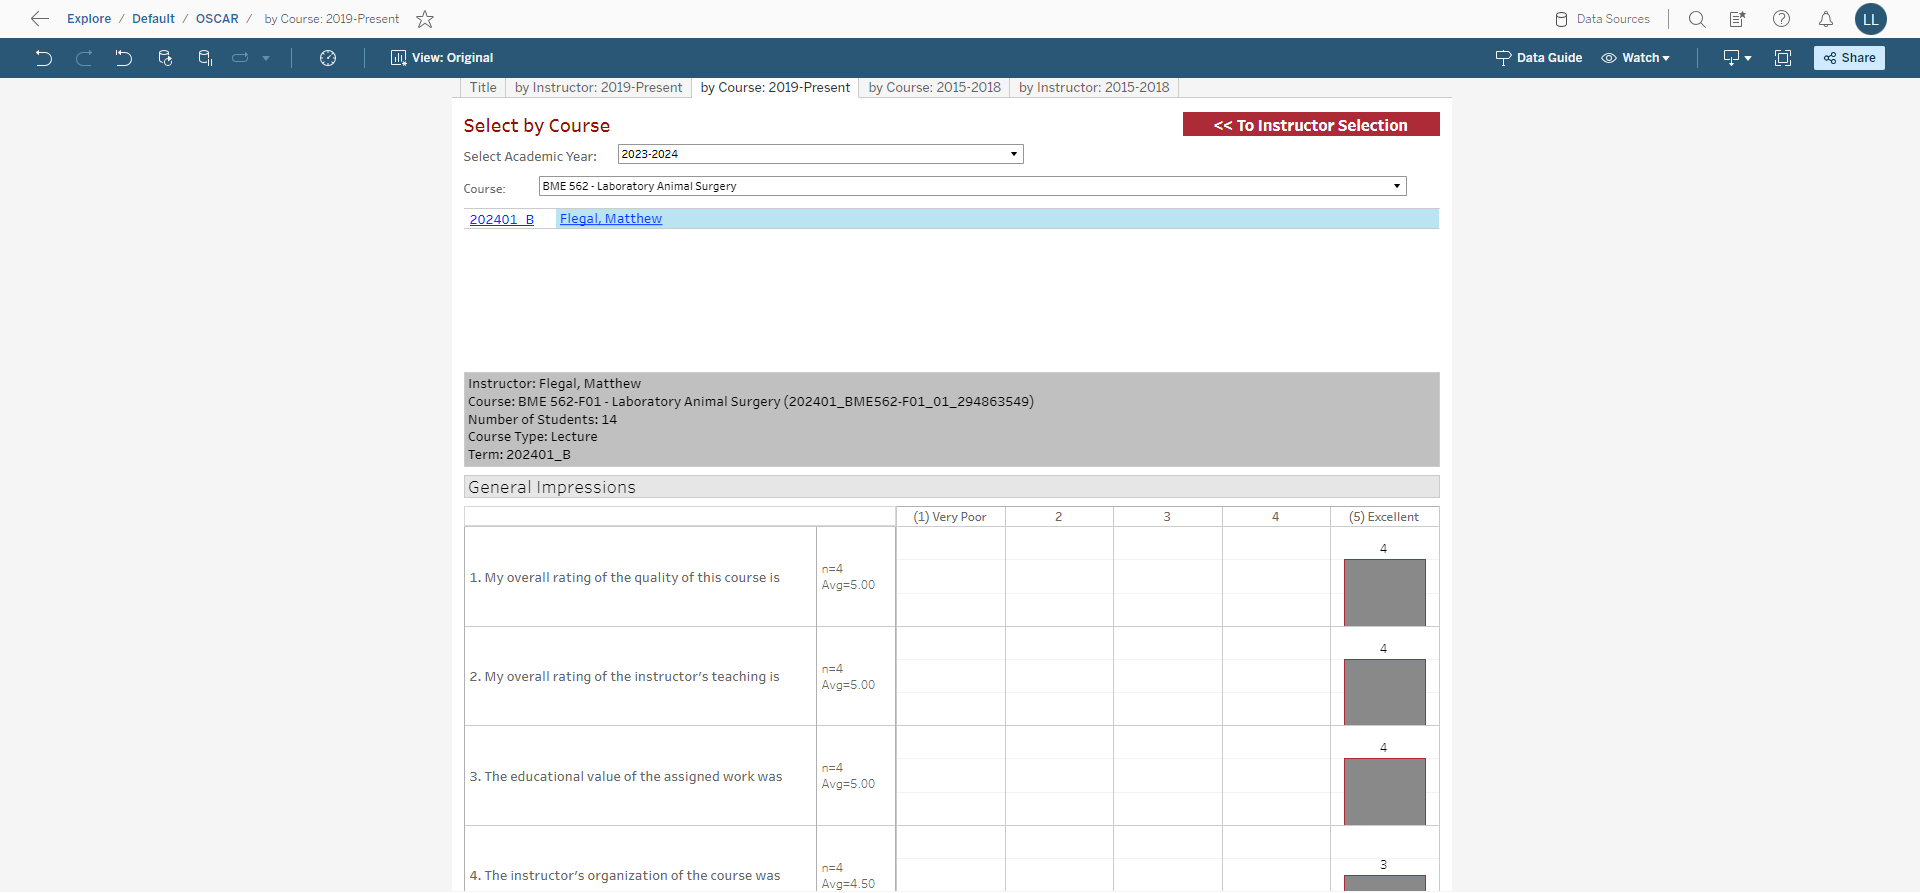 Explore / Default / OSCAR / by Course: 2019-Present
Data Sources
LL
View: Original
Data Guide
Watch
Share
Title
by Instructor: 2019-Present
by Course: 2019-Present
by Course: 2015-2018
by Instructor: 2015-2018
Select by Course
<< To Instructor Selection
Select Academic Year:
2023-2024
Course:
BME 562 - Laboratory Animal Surgery
202401_B
Flegal, Matthew
Instructor: Flegal, Matthew
Course: BME 562-F01 - Laboratory Animal Surgery (202401_BME562-F01_01_294863549)
Number of Students: 14
Course Type: Lecture
Term: 202401_B
General Impressions
(1) Very Poor
2
3
4
(5) Excellent
1. My overall rating of the quality of this course is
n=4
Avg=5.00
4
2. My overall rating of the instructor's teaching is
n=4
Avg=5.00
4
3. The educational value of the assigned work was
n=4
Avg=5.00
4
4. The instructor's organization of the course was
n=4
Avg=4.50
3